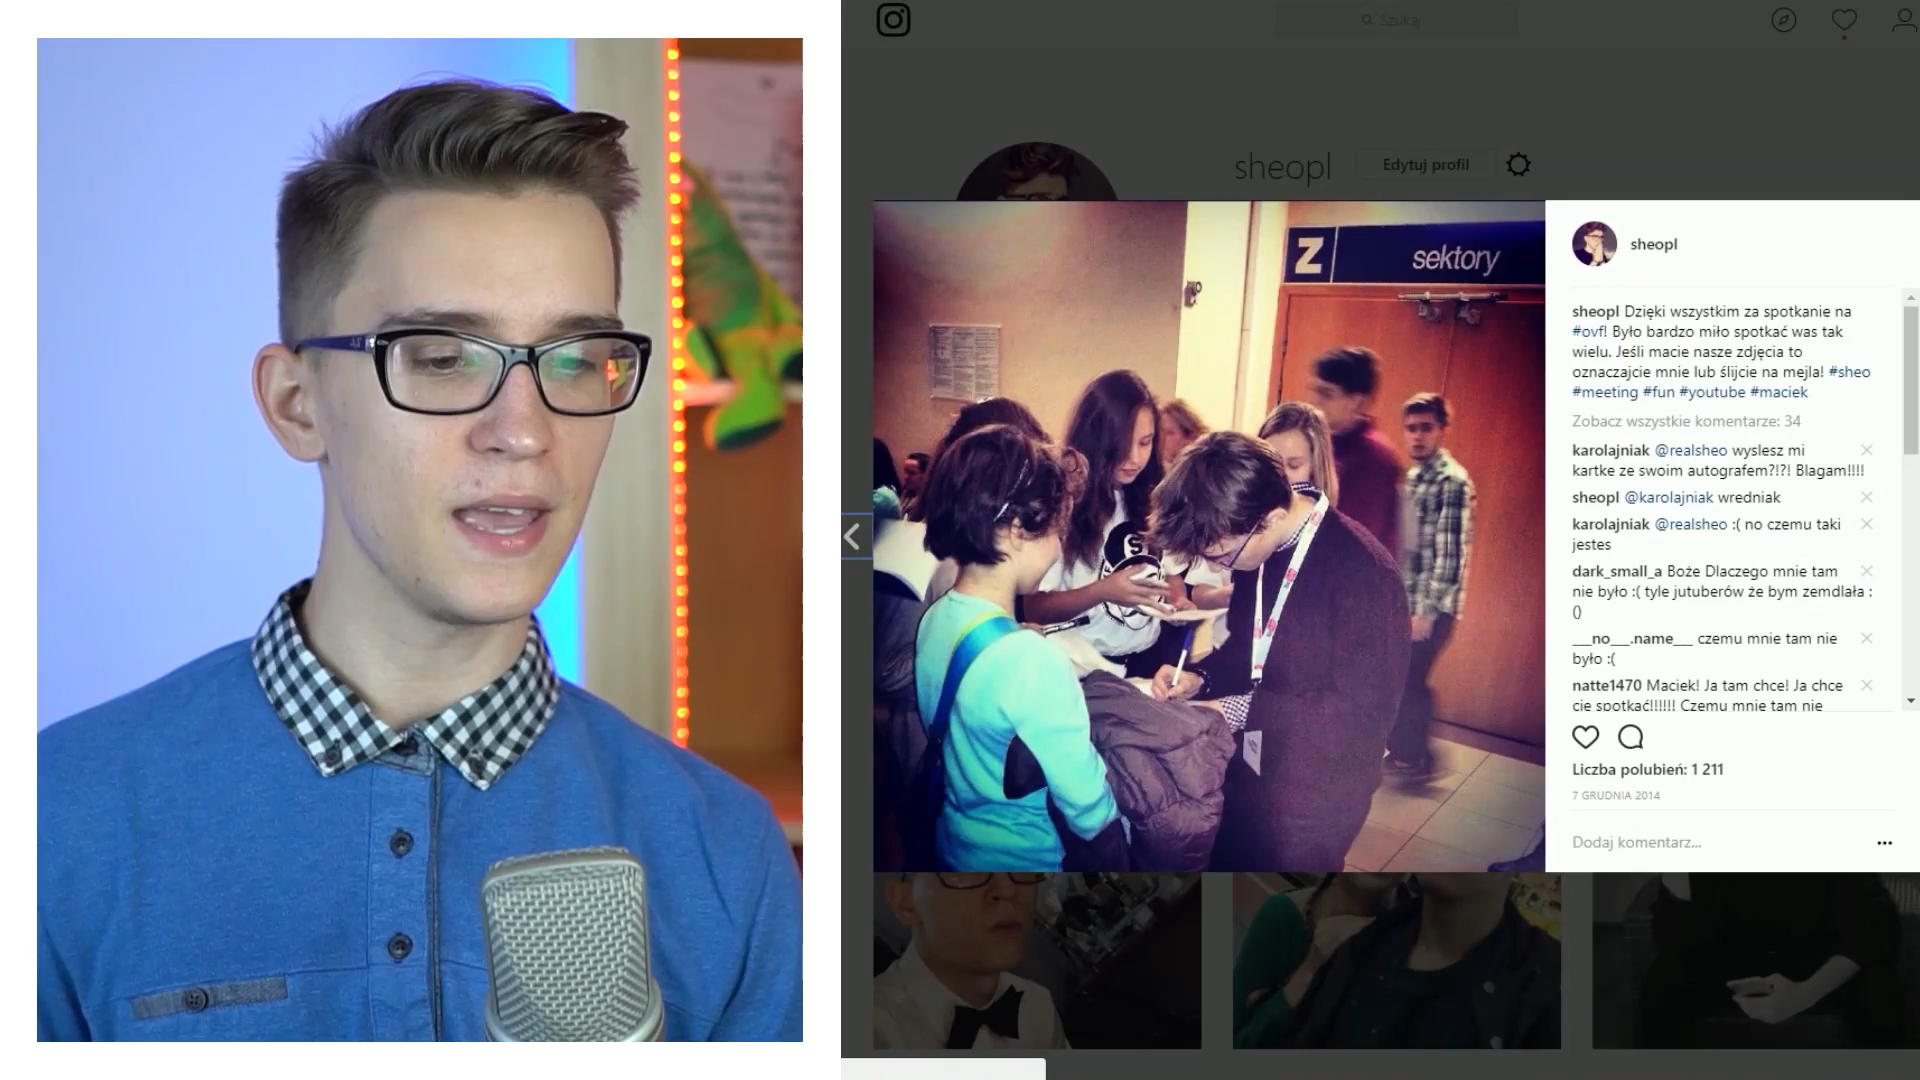 Szukaj
sheopl
Edytuj profil
Z sektory
sheopl
sheopl Dzięki wszystkim za spotkanie na
#ovf! Było bardzo miło spotkać was tak
wielu. Jeśli macie nasze zdjęcia to
oznaczajcie mnie lub ślijcie na mejla! #sheo
#meeting #fun #youtube #maciek
Zobacz wszystkie komentarze: 34
karolajniak @realsheo wyslesz mi
kartke ze swoim autografem?!?! Blagam!!!!
sheopl @karolajniak wredniak
karolajniak @realsheo :( no czemu taki
jestes
dark_small_a Boże Dlaczego mnie tam
nie było :( tyle jutuberów że bym zemdlała :
()
czemu mnie tam nie
było :(
natte1470 Maciek! Ja tam chce! Ja chce
cie spotkać!!!!!! Czemu mnie tam nie
Liczba polubień: 1 211
7 GRUDNIA 2014
Dodaj komentarz...